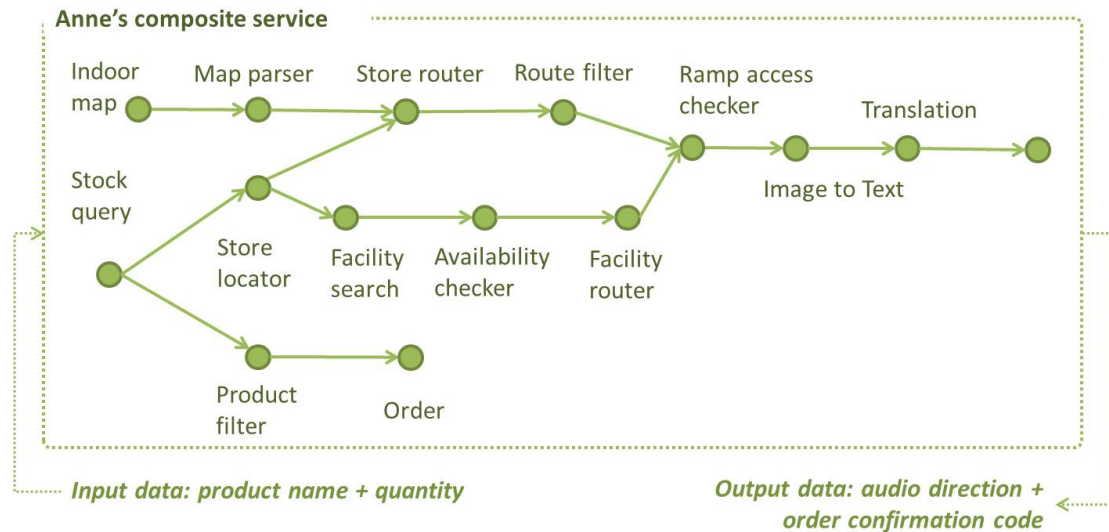 Anne's composite service
Indoor
map
Map parser
Store router
Route filter
Ramp access
checker
Translation
Stock
query
Image to Text
Store
locator
Facility
search
Availability
checker
Facility
router
Product
filter
Order
Input data: product name + quantity
Output data: audio direction +
order confirmation code